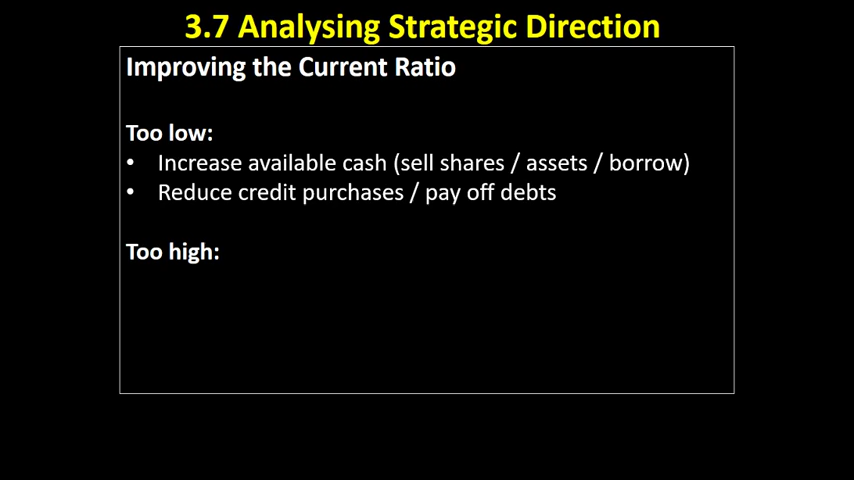 3.7 Analysing Strategic Direction
Improving the Current Ratio
Too low:
• Increase available cash (sell shares / assets / borrow)
• Reduce credit purchases / pay off debts
Too high: